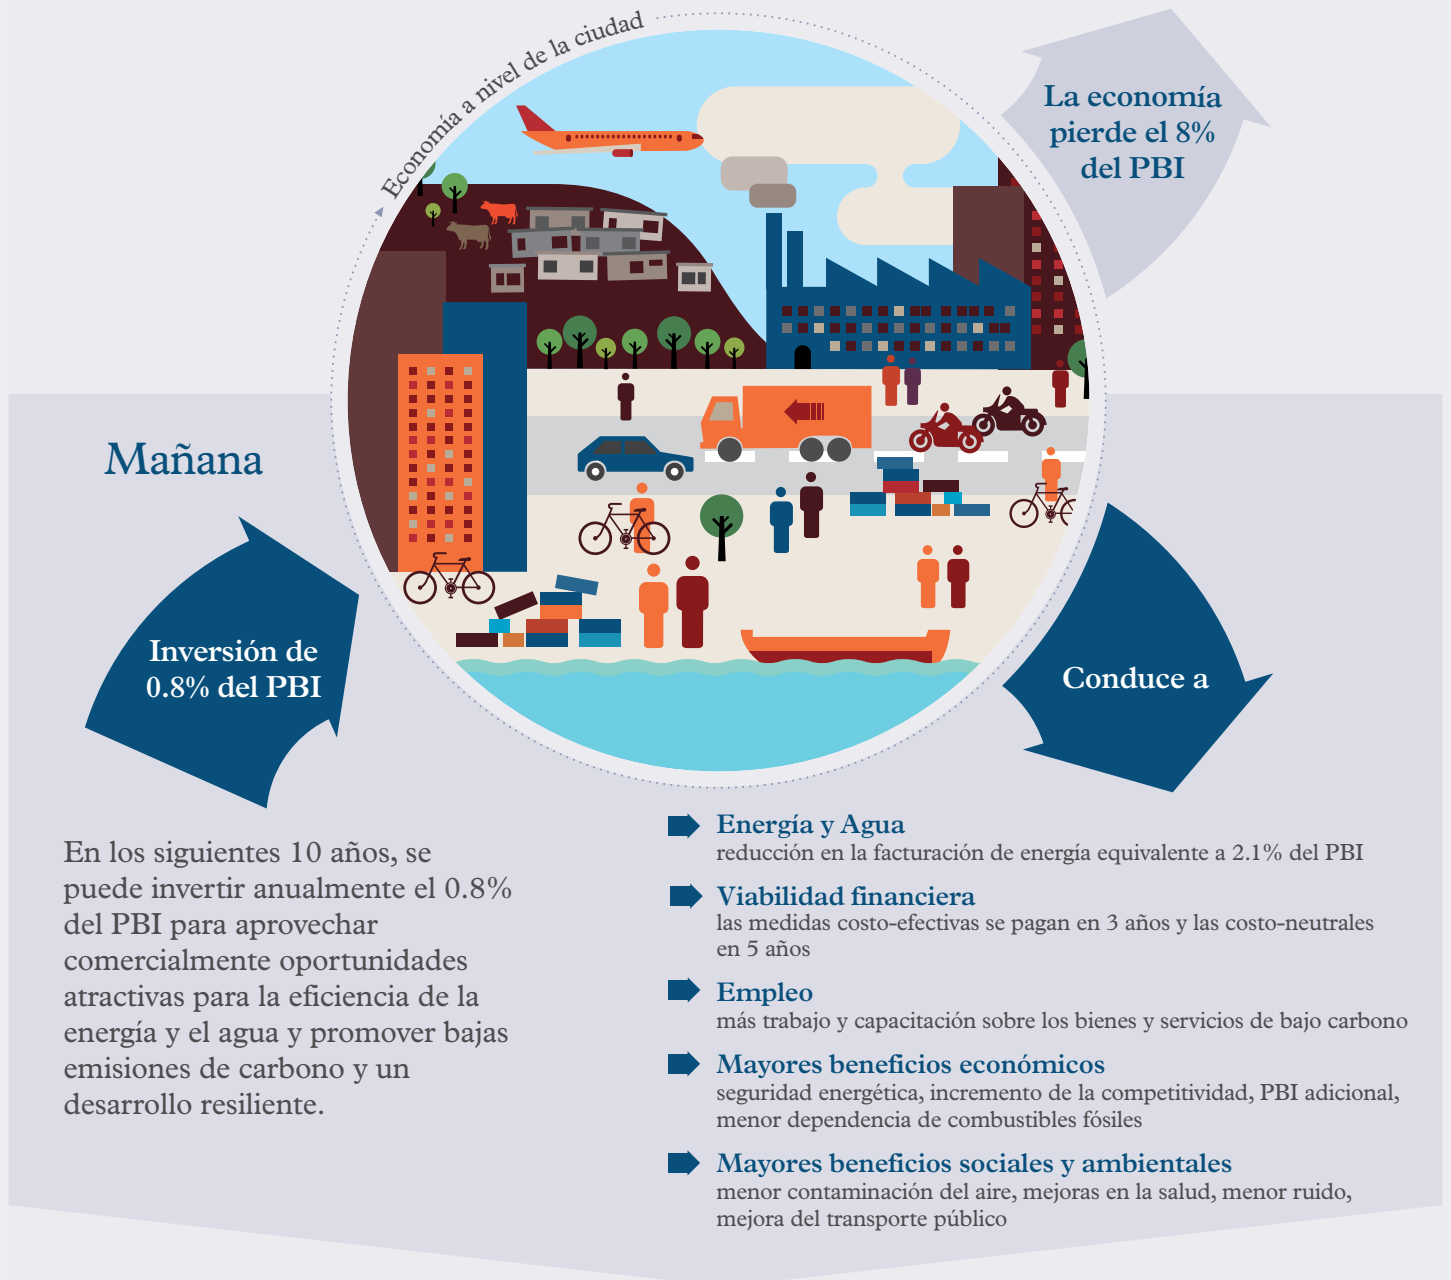 Economía a nivel de la ciudad
La economía
pierde el 8%
del PBI
Mañana
Inversión de
0.8% del PBI
Conduce a
En los siguientes 10 años, se
puede invertir anualmente el 0.8%
del PBI para aprovechar
comercialmente oportunidades
atractivas para la eficiencia de la
energía y el agua y promover bajas
emisiones de carbono y un
desarrollo resiliente.
Energía y Agua
reducción en la facturación de energía equivalente a 2.1% del PBI
Viabilidad financiera
las medidas costo-efectivas se pagan en 3 años y las costo-neutrales
en 5 años
Empleo
más trabajo y capacitación sobre los bienes y servicios de bajo carbono
Mayores beneficios económicos
seguridad energética, incremento de la competitividad, PBI adicional,
menor dependencia de combustibles fósiles
Mayores beneficios sociales y ambientales
menor contaminación del aire, mejoras en la salud, menor ruido,
mejora del transporte público